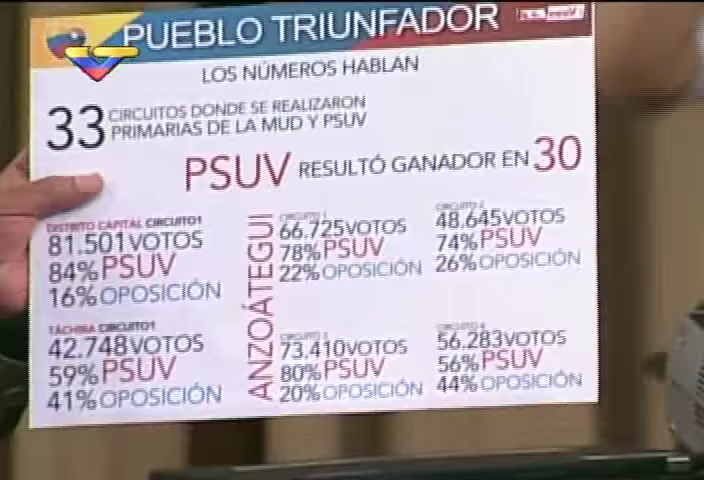 PUEBLO TRIUNFADOR
LOS NÚMEROS HABLAN
33 CIRCUITOS DONDE SE REALIZARON
PRIMARIAS DE LA MUD Y PSUV
PSUV RESULTÓ GANADOR EN 30
DISTRITO CAPITAL CIRCUITO1
81.501VOTOS
84%PSUV
16%OPOSICIÓN
TÁCHIRA CIRCUITO1
42.748VOTOS
59%PSUV
41%OPOSICIÓN
ANZOÁTEGUI
66.725VOTOS
78%PSUV
22%OPOSICIÓN
48.645VOTOS
74%PSUV
26%OPOSICIÓN
73.410VOTOS
80%PSUV
20%OPOSICIÓN
56.283VOTOS
56%PSUV
44%OPOSICIÓN